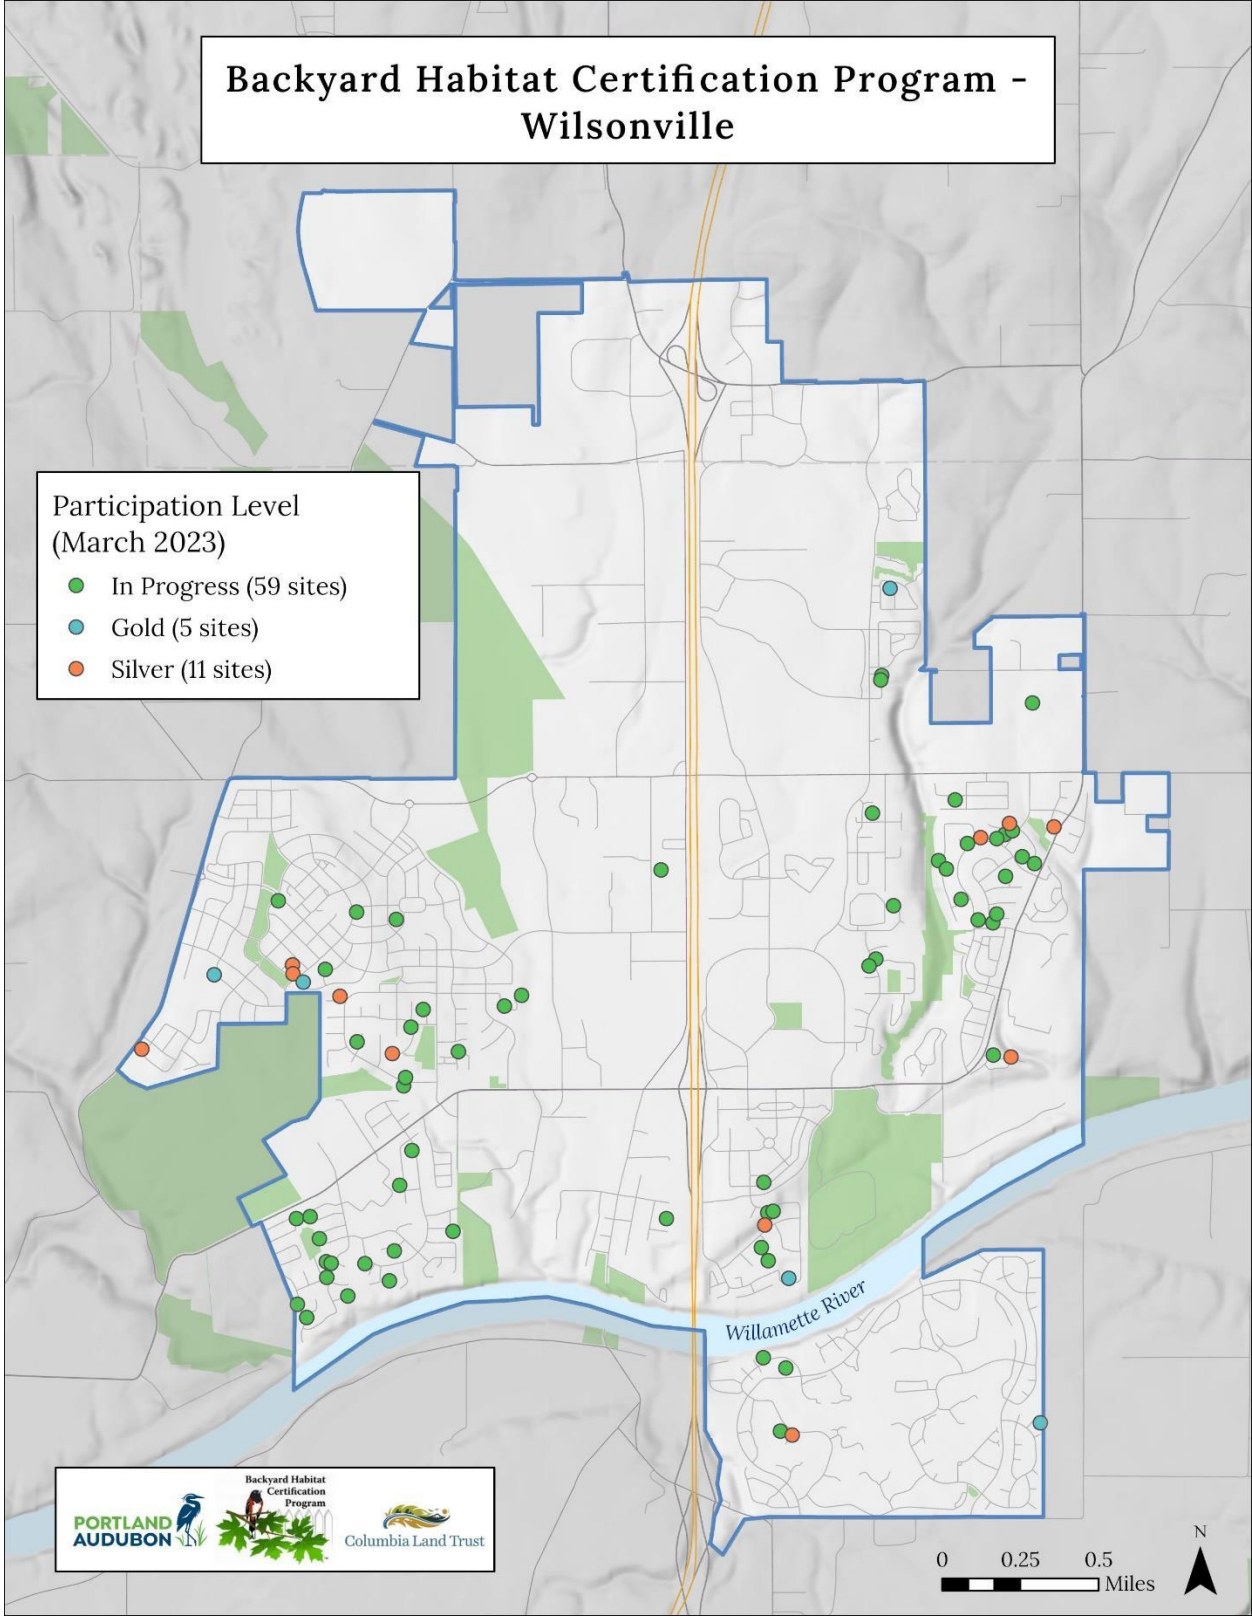 Backyard Habitat Certification Program -
Wilsonville
Participation Level
(March 2023)
In Progress (59 sites)
Gold (5 sites)
Silver (11 sites)
Willamette River
Backyard Habitat
Certification
Program
PORTLAND
AUDUBON
Columbia Land Trust
N
0 0.25 0.5
Miles